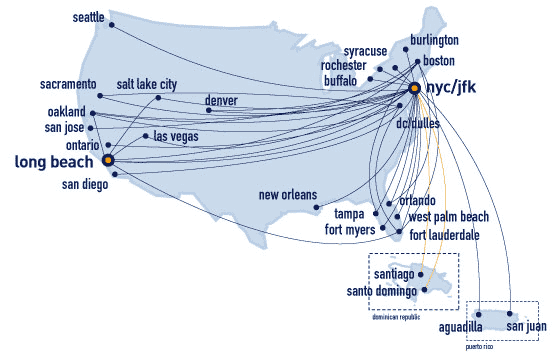 seattle
burlington
syracuse
boston
rochester
buffalo
sacramento
salt lake city
nyc/jfk
denver
oakland
dc/dulles
san jose
las vegas
ontario
long beach
san diego
new orleans
orlando
tampa
west palm beach
fort myers
fort lauderdale
santiago
santo domingo
dominican republic
aguadilla
san juan
puerto rico